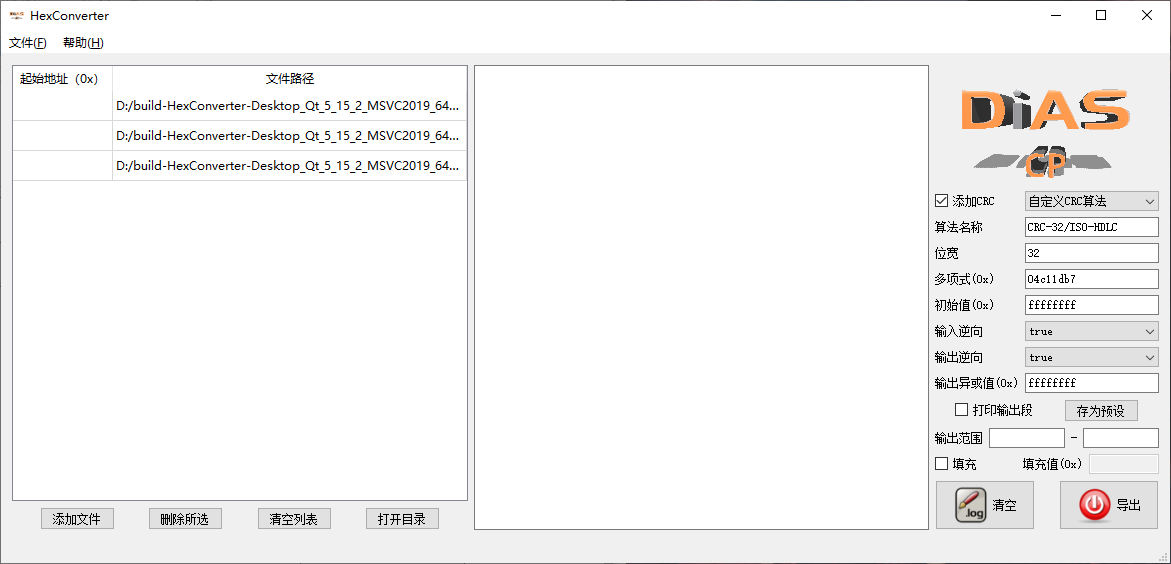 HexConverter
文件(F) 帮助(H)
起始地址（0x） 文件路径
D:/build-HexConverter-Desktop_Qt_5_15_2_MSVC2019_64...
D:/build-HexConverter-Desktop_Qt_5_15_2_MSVC2019_64...
D:/build-HexConverter-Desktop_Qt_5_15_2_MSVC2019_64...
添加文件 删除所选 清空列表 打开目录
DiAS
CP
添加CRC 自定义CRC算法
算法名称 CRC-32/ISO-HDLC
位宽 32
多项式(0x) 04c11db7
初始值(0x) ffffffff
输入逆向 true
输出逆向 true
输出异或值(0x) ffffffff
打印输出段 存为预设
输出范围 -
填充 填充值(0x)
.log 清空 导出